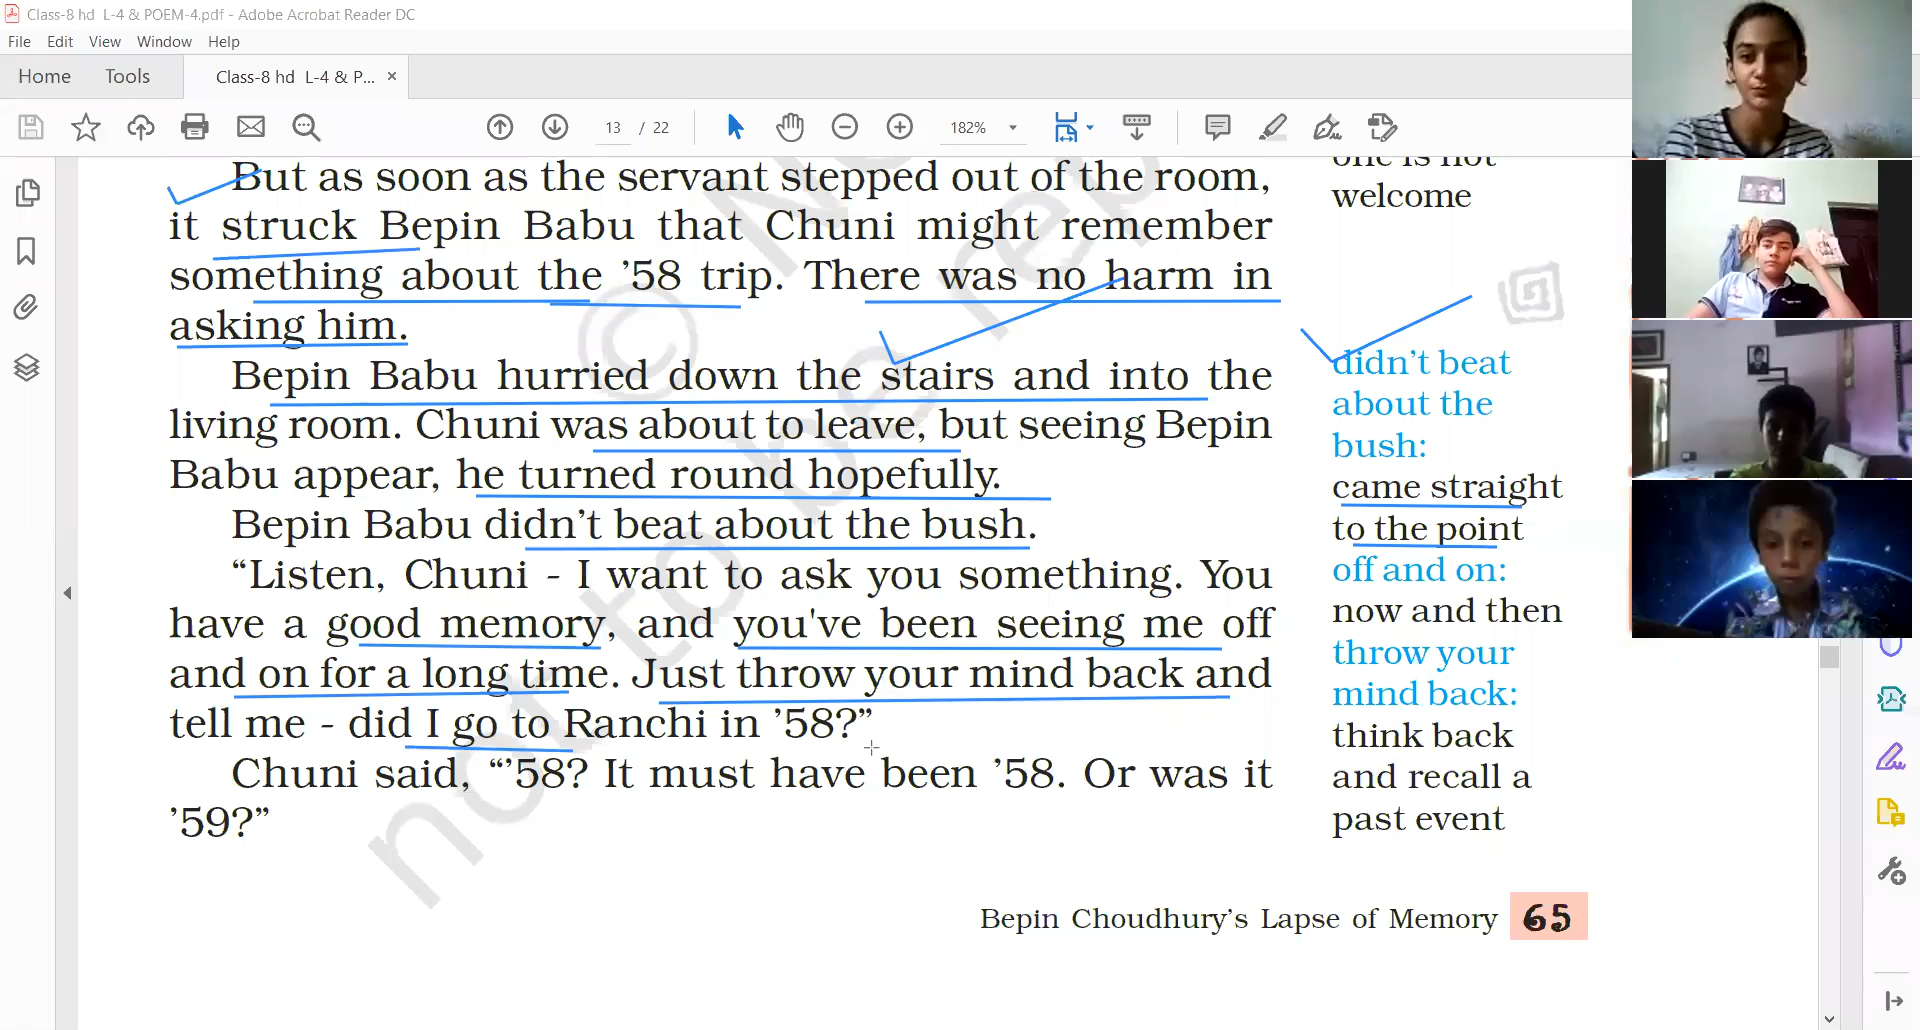 Class-8 hd L-4 & POEM-4.pdf - Adobe Acrobat Reader DC
File Edit View Window Help
Home Tools Class-8 hd L-4 & P... ×
13 / 22 182%
But as soon as the servant stepped out of the room,
it struck Bepin Babu that Chuni might remember
something about the ’58 trip. There was no harm in
asking him.
Bepin Babu hurried down the stairs and into the
living room. Chuni was about to leave, but seeing Bepin
Babu appear, he turned round hopefully.
Bepin Babu didn’t beat about the bush.
“Listen, Chuni - I want to ask you something. You
have a good memory, and you've been seeing me off
and on for a long time. Just throw your mind back and
tell me - did I go to Ranchi in ’58?”
Chuni said, “’58? It must have been ’58. Or was it
’59?”
one is not
welcome
didn’t beat
about the
bush:
came straight
to the point
off and on:
now and then
throw your
mind back:
think back
and recall a
past event
Bepin Choudhury’s Lapse of Memory 65
© No
not to be rep